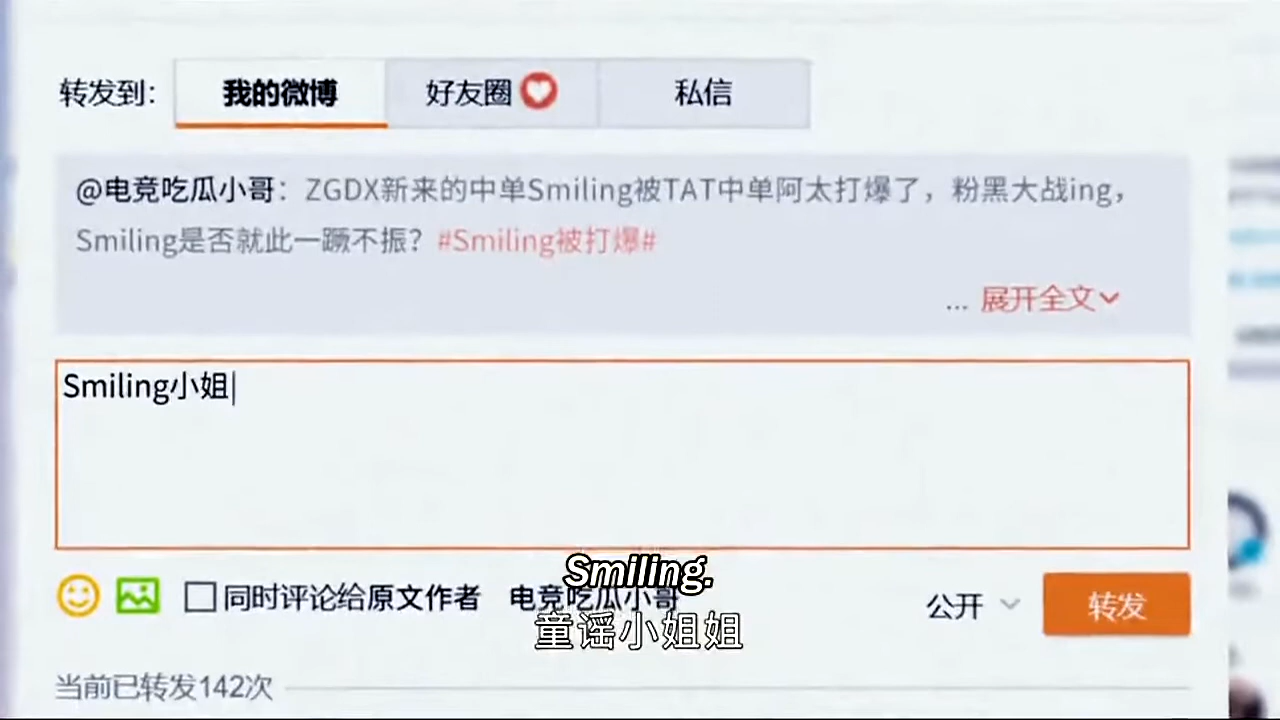 转发到： 我的微博 好友圈 私信
@电竞吃瓜小哥：ZGDX新来的中单Smiling被TAT中单阿太打爆了，粉黑大战ing，
Smiling是否就此一蹶不振？#Smiling被打爆#
... 展开全文
Smiling小姐
Smiling.
同时评论给原文作者 电竞吃瓜小哥 公开 转发
童谣小姐姐
当前已转发142次